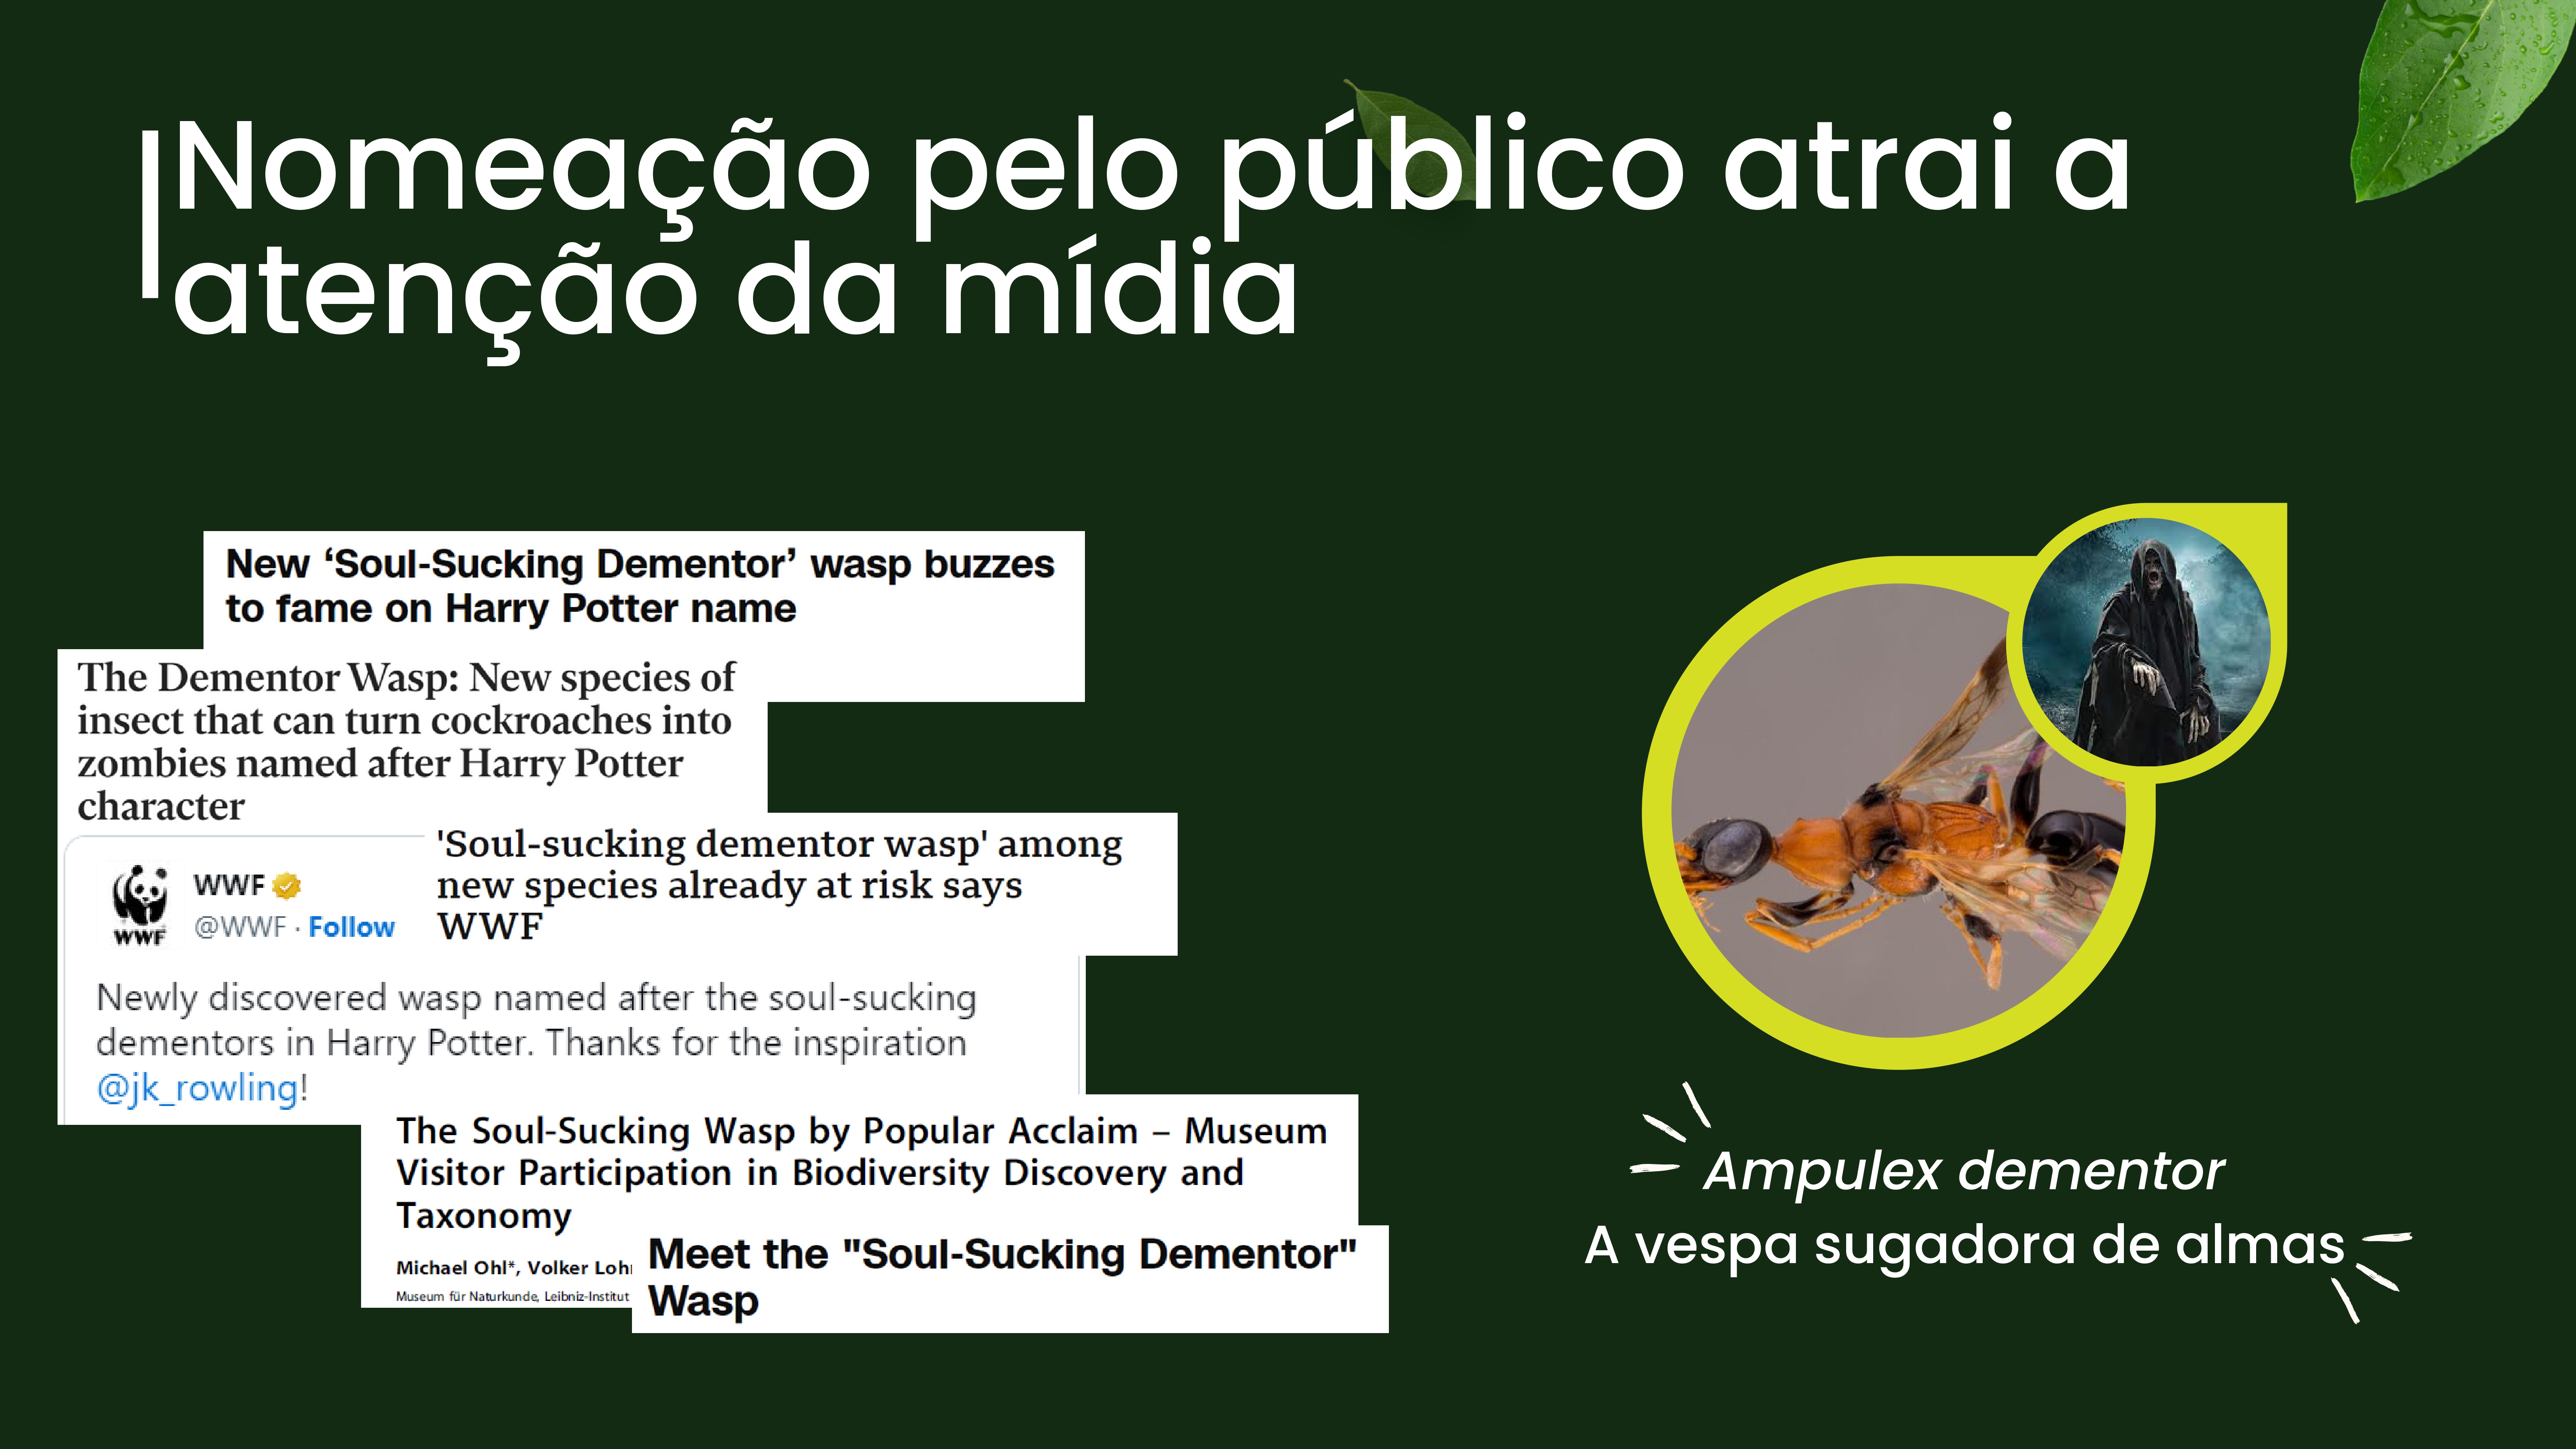 Nomeação pelo público atrai a
atenção da mídia
New ‘Soul-Sucking Dementor’ wasp buzzes
to fame on Harry Potter name
The Dementor Wasp: New species of
insect that can turn cockroaches into
zombies named after Harry Potter
character
'Soul-sucking dementor wasp' among
new species already at risk says
WWF
WWF
WWF
@WWF · Follow
Newly discovered wasp named after the soul-sucking
dementors in Harry Potter. Thanks for the inspiration
@jk_rowling!
The Soul-Sucking Wasp by Popular Acclaim – Museum
Visitor Participation in Biodiversity Discovery and
Taxonomy
Michael Ohl*, Volker
Museum für Naturkunde, Leibniz-Institut
Meet the "Soul-Sucking Dementor"
Wasp
Ampulex dementor
A vespa sugadora de almas